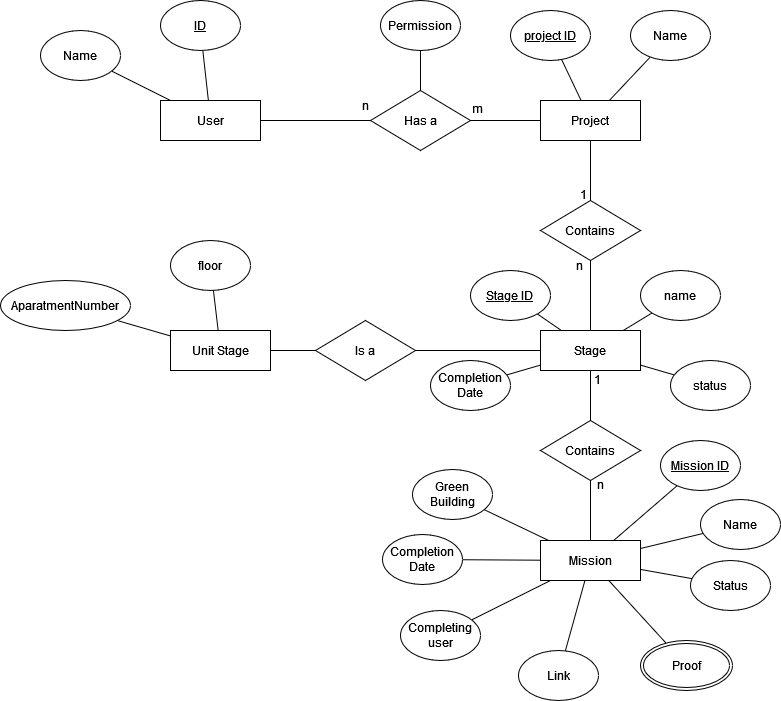 ID
Permission
project ID
Name
Name
n
m
User
Has a
Project
1
Contains
n
floor
AparatmentNumber
Stage ID
name
Unit Stage
Is a
Stage
Completion
Date
1
status
Contains
Mission ID
n
Green
Building
Name
Completion
Date
Mission
Status
Completing
user
Link
Proof